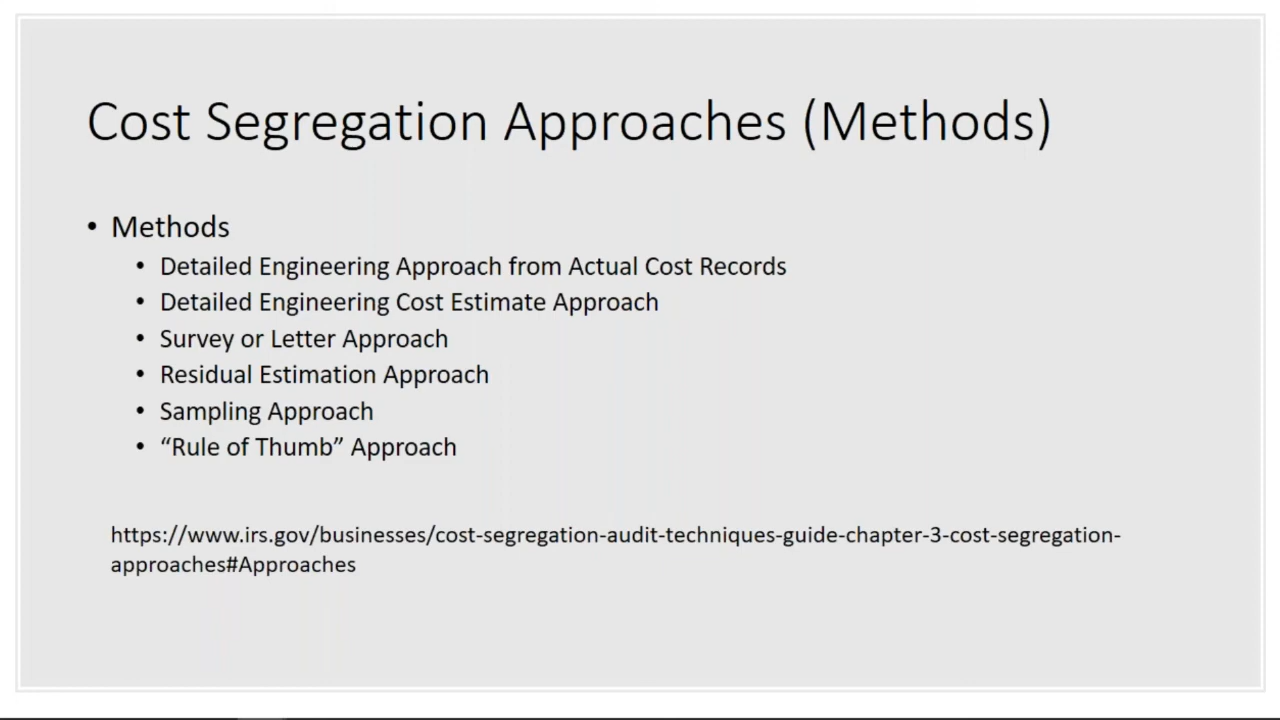 Cost Segregation Approaches (Methods)
• Methods
• Detailed Engineering Approach from Actual Cost Records
• Detailed Engineering Cost Estimate Approach
• Survey or Letter Approach
• Residual Estimation Approach
• Sampling Approach
• “Rule of Thumb” Approach
https://www.irs.gov/businesses/cost-segregation-audit-techniques-guide-chapter-3-cost-segregation-
approaches#Approaches